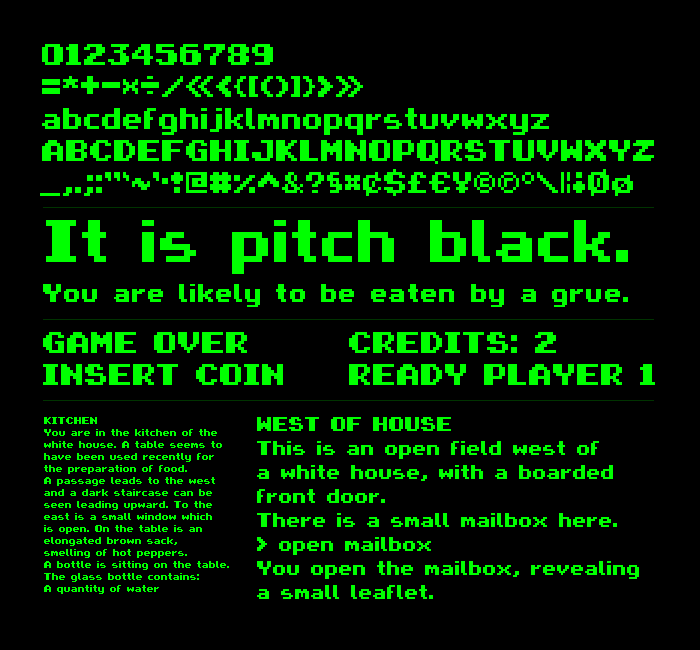 0123456789
=*+-×÷/《‹{([()])}›》
abcdefghijklmnopqrstuvwxyz
ABCDEFGHIJKLMNOPQRSTUVWXYZ
_,.;:"'~@#%^&?§¤¢$£€¥©℗°\Øø
It is pitch black.
You are likely to be eaten by a grue.
GAME OVER
INSERT COIN
CREDITS: 2
READY PLAYER 1
KITCHEN
You are in the kitchen of the
white house. A table seems to
have been used recently for
the preparation of food.
A passage leads to the west
and a dark staircase can be
seen leading upward. To the
east is a small window which
is open. On the table is an
elongated brown sack,
smelling of hot peppers.
A bottle is sitting on the table.
The glass bottle contains:
A quantity of water
WEST OF HOUSE
This is an open field west of
a white house, with a boarded
front door.
There is a small mailbox here.
> open mailbox
You open the mailbox, revealing
a small leaflet.